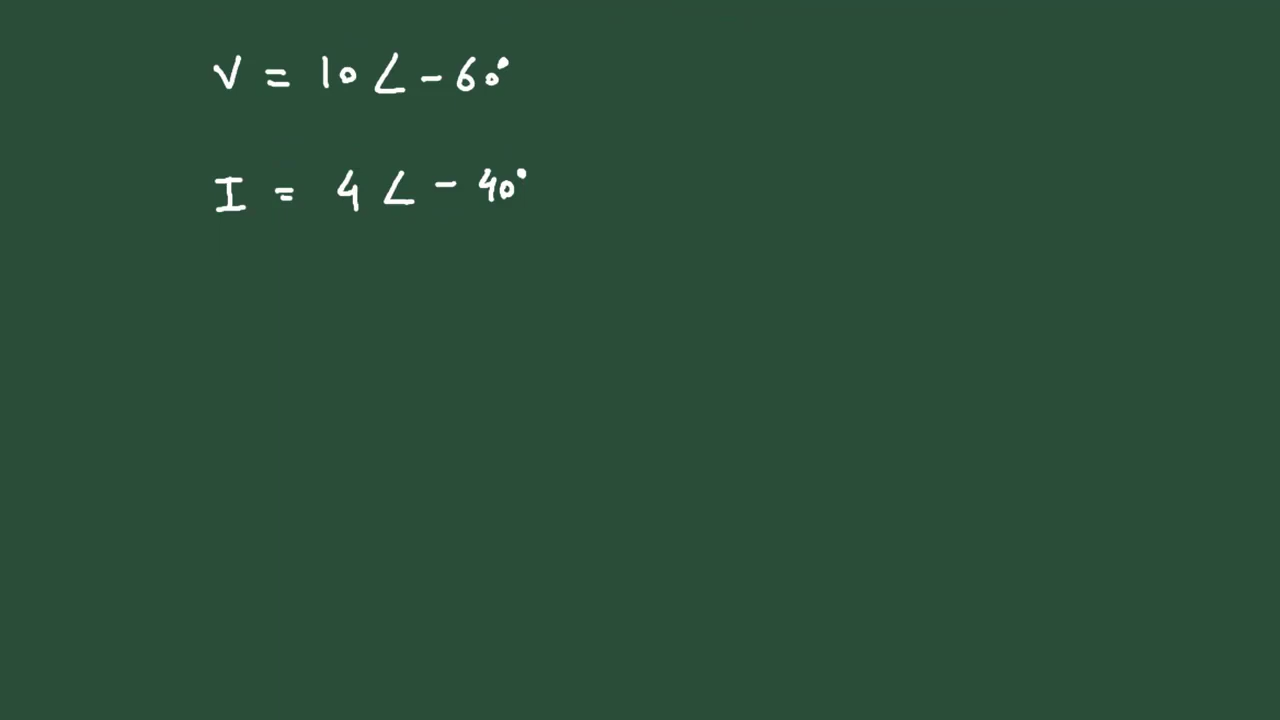 V = 10 ∠ - 60°
I = 4 ∠ - 40°